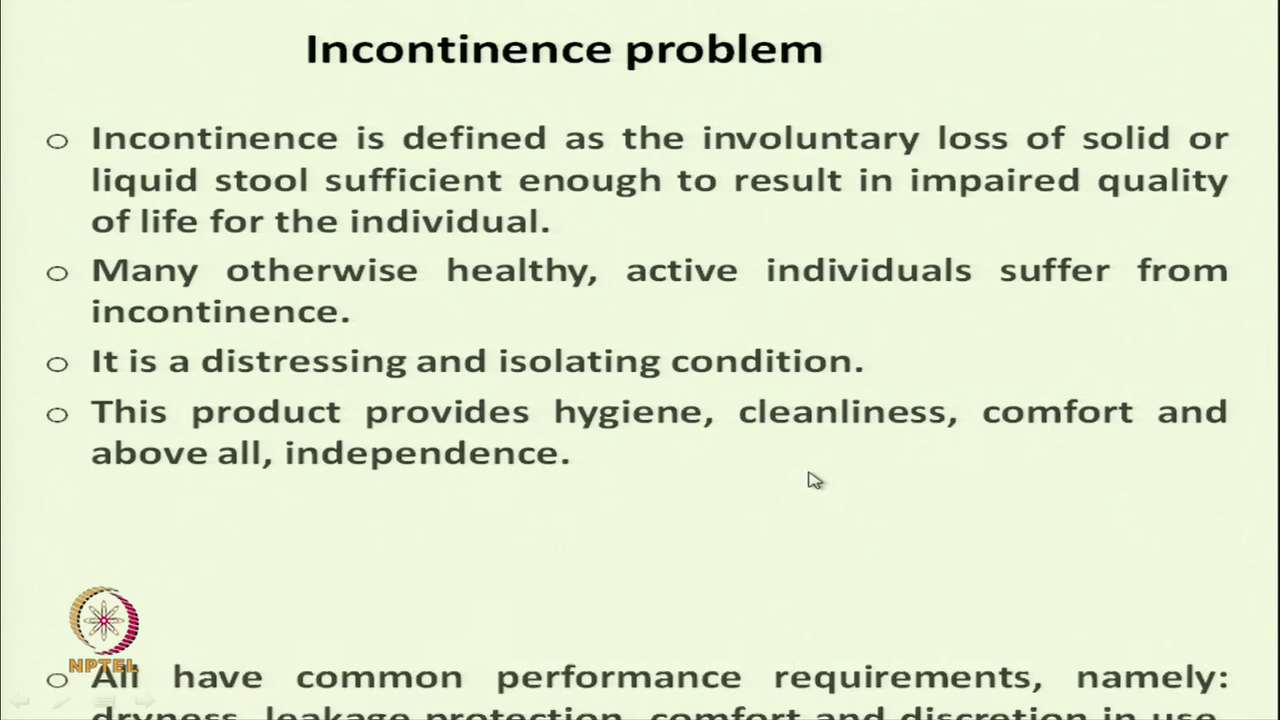 Incontinence problem
○ Incontinence is defined as the involuntary loss of solid or
liquid stool sufficient enough to result in impaired quality
of life for the individual.
○ Many otherwise healthy, active individuals suffer from
incontinence.
○ It is a distressing and isolating condition.
○ This product provides hygiene, cleanliness, comfort and
above all, independence.
NPTEL
○ All have common performance requirements, namely:
dryness, leakage protection, comfort and discretion in use.